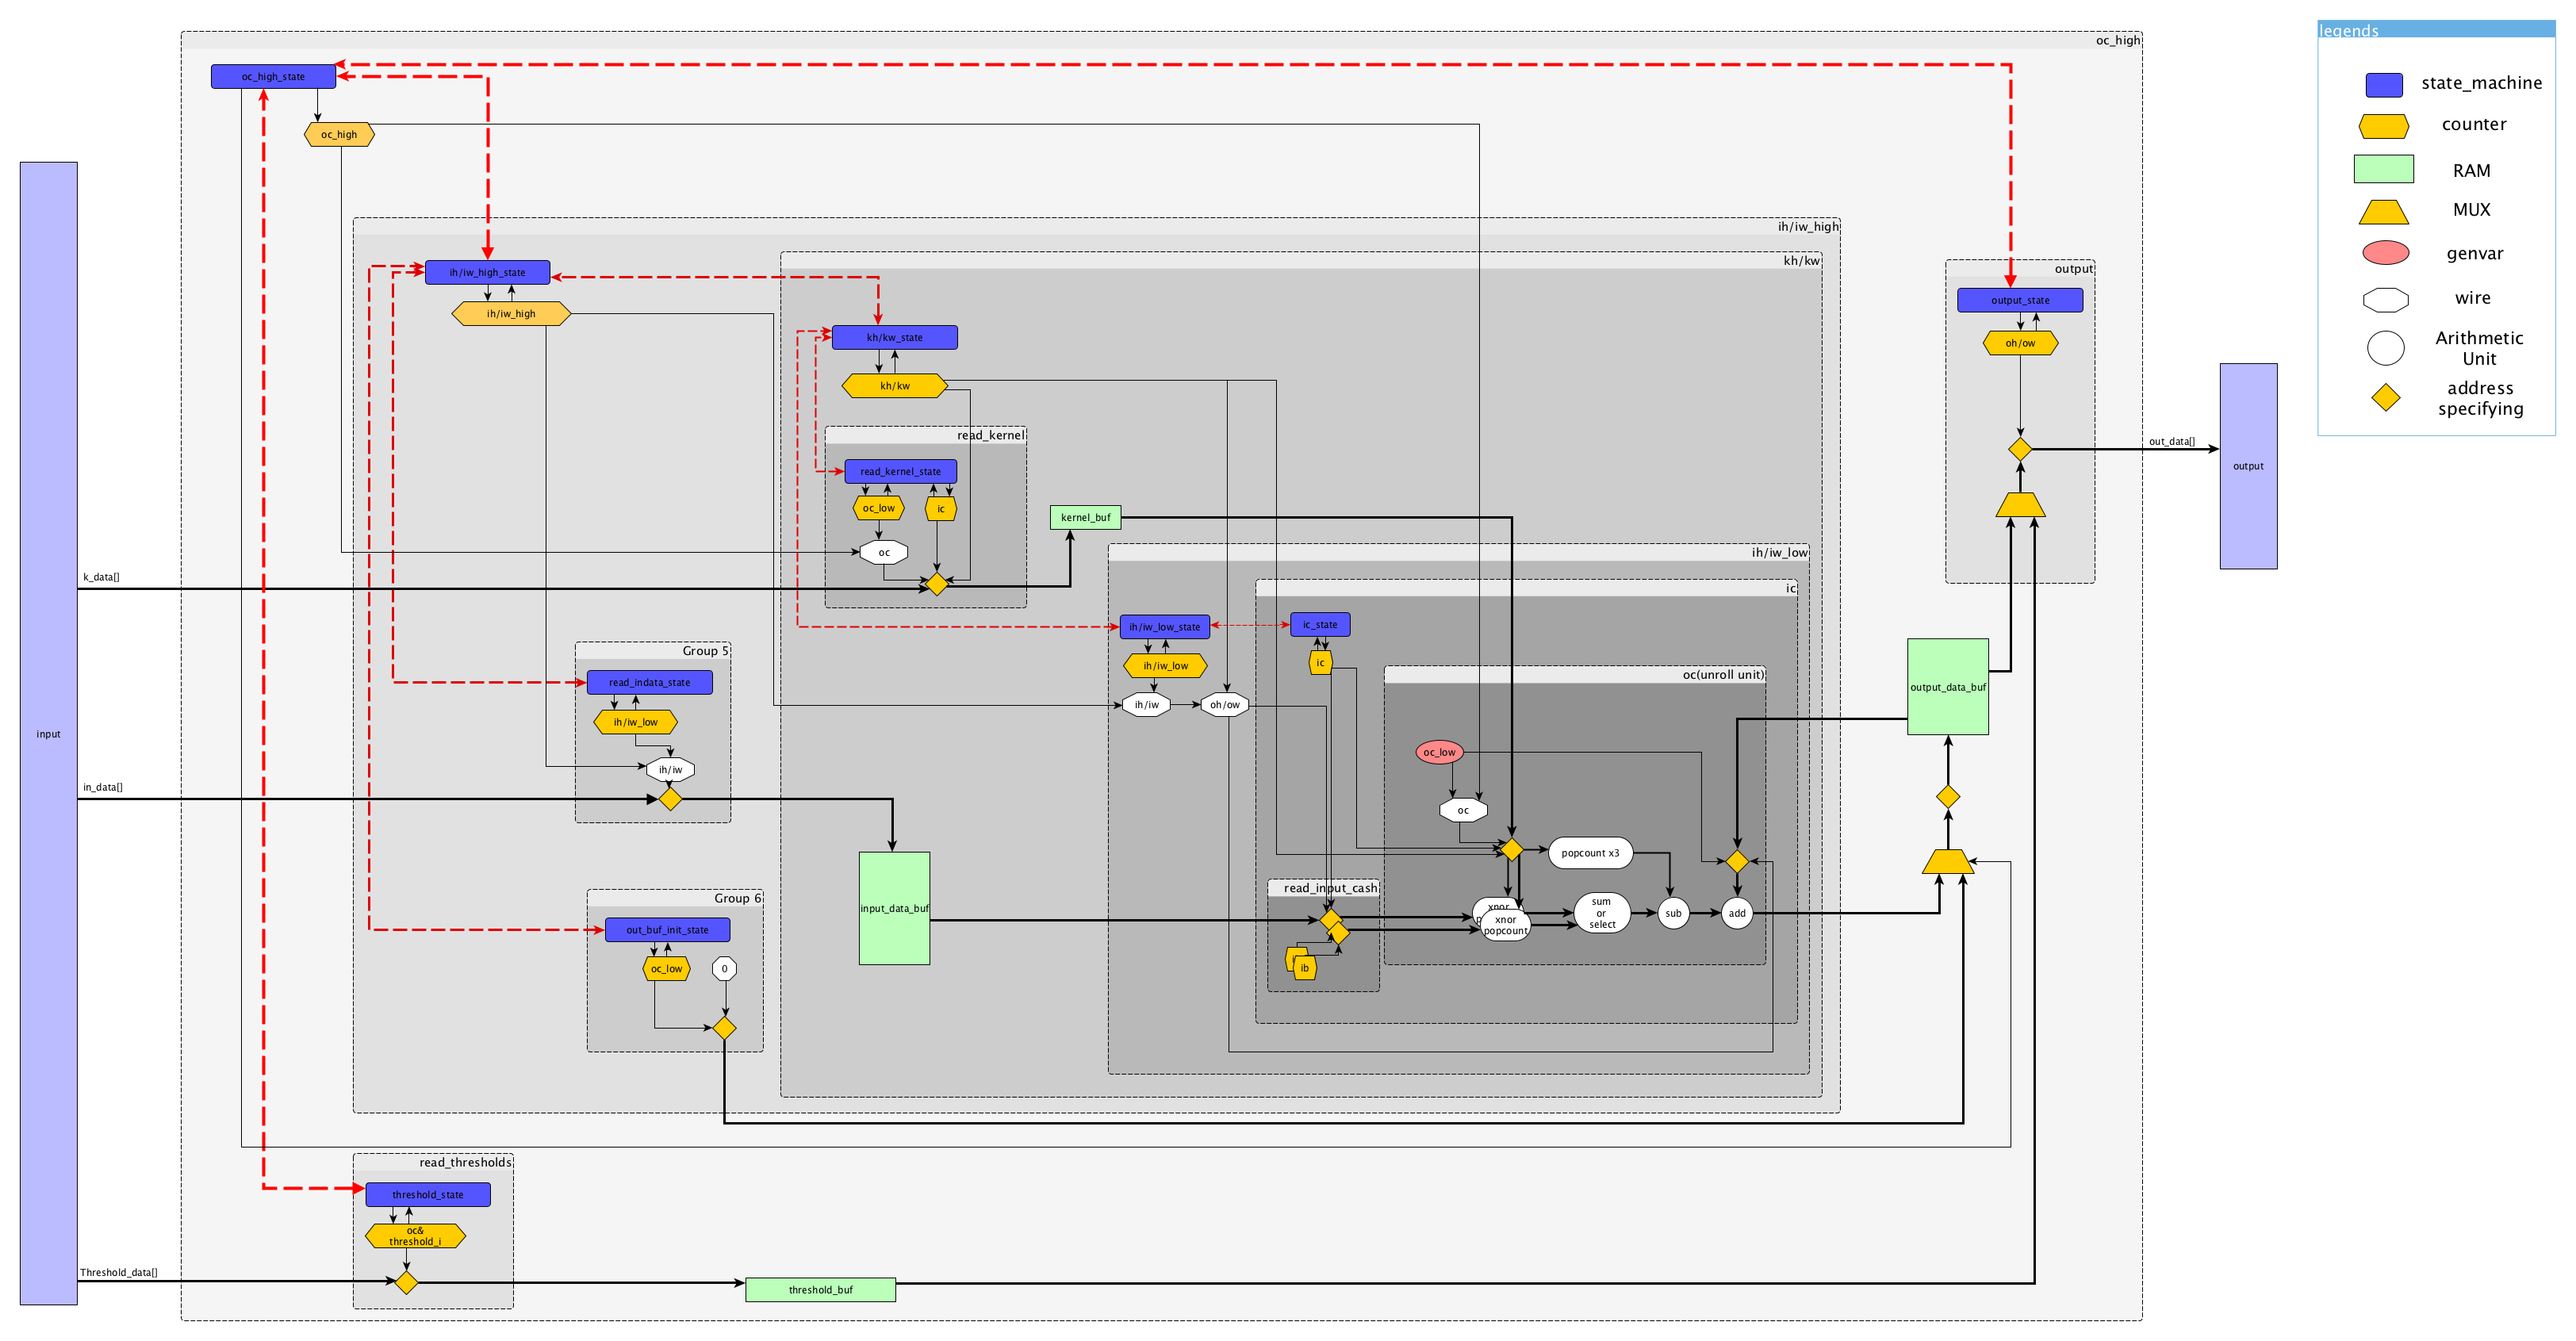 oc_high
legends
oc_high_state
state_machine
oc_high
counter
RAM
MUX
ih/iw_high
genvar
kh/kw
output
ih/iw_high_state
output_state
wire
ih/iw_high
kh/kw_state
oh/ow
Arithmetic
Unit
kh/kw
address
specifying
read_kernel
out_data[]
read_kernel_state
output
oc_low
ic
kernel_buf
oc
ih/iw_low
k_data[]
ic
ih/iw_low_state
ic_state
Group 5
ih/iw_low
ic
oc(unroll unit)
read_indata_state
output_data_buf
ih/iw
oh/ow
ih/iw_low
input
oc_low
ih/iw
in_data[]
oc
popcount x3
read_input_cash
Group 6
input_data_buf
xnor
sum
or
select
sub
add
xnor
popcount
out_buf_init_state
oc_low
0
ib
read_thresholds
threshold_state
oc&
threshold_i
Threshold_data[]
threshold_buf